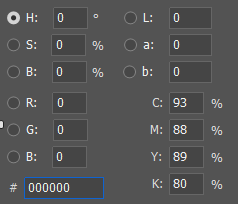 H: 0 ° L: 0
S: 0 % a: 0
B: 0 % b: 0
R: 0 C: 93 %
G: 0 M: 88 %
B: 0 Y: 89 %
# 000000 K: 80 %